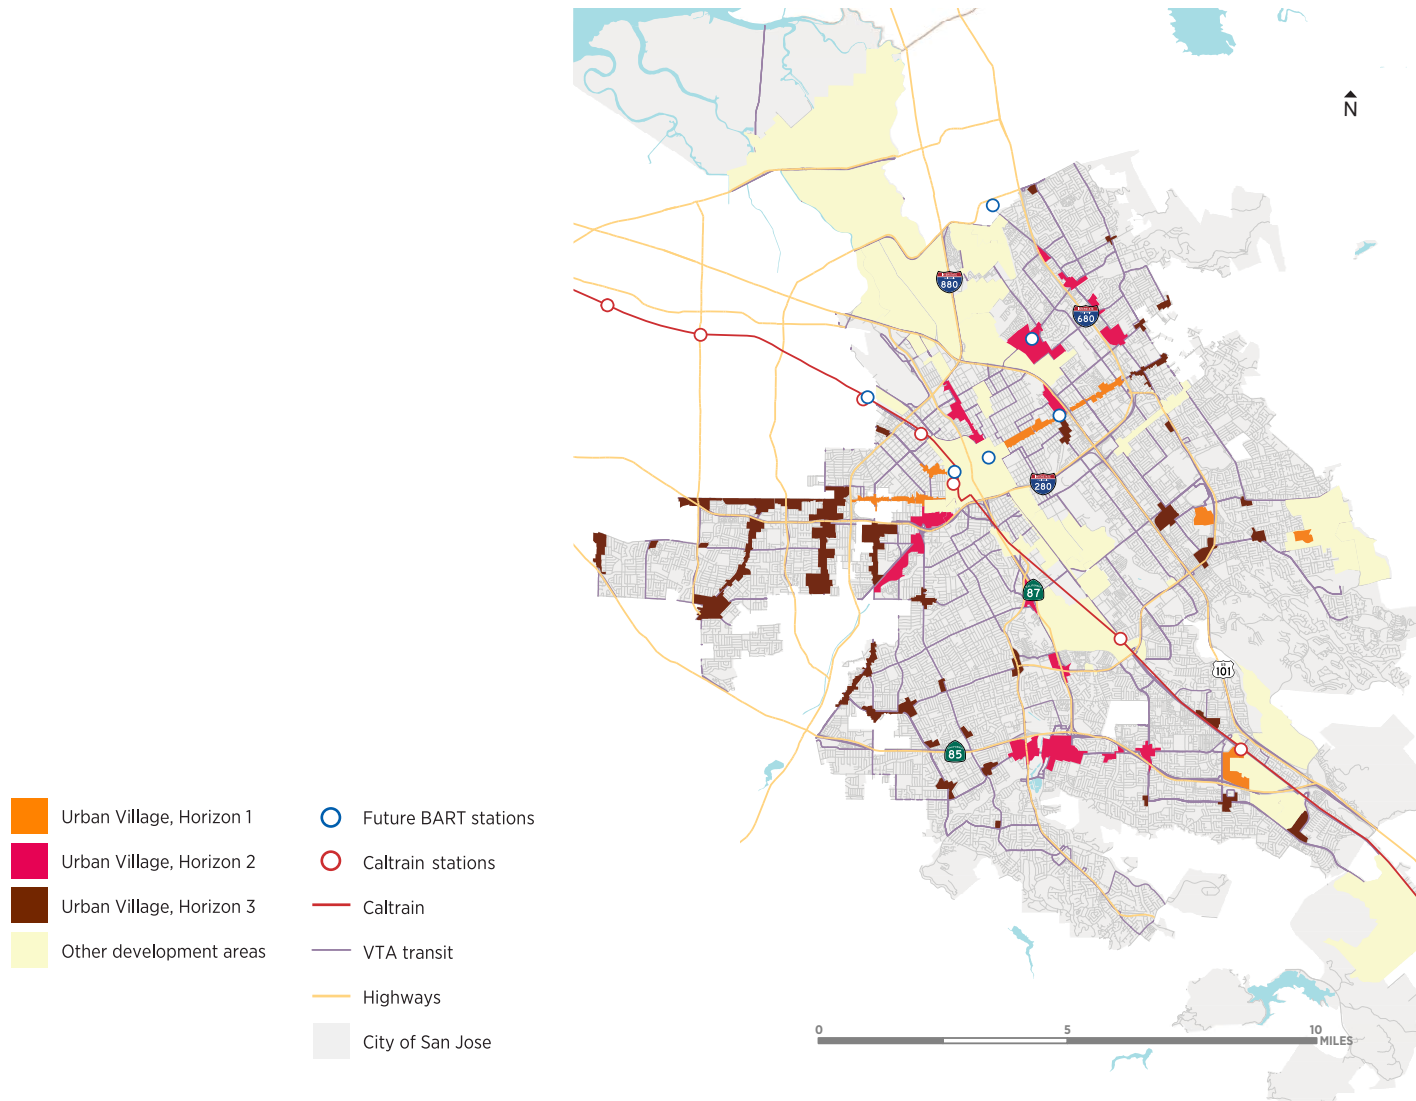 N
880
680
280
87
101
85
Urban Village, Horizon 1
Urban Village, Horizon 2
Urban Village, Horizon 3
Other development areas
Future BART stations
Caltrain stations
Caltrain
VTA transit
Highways
City of San Jose
0 5 10
MILES